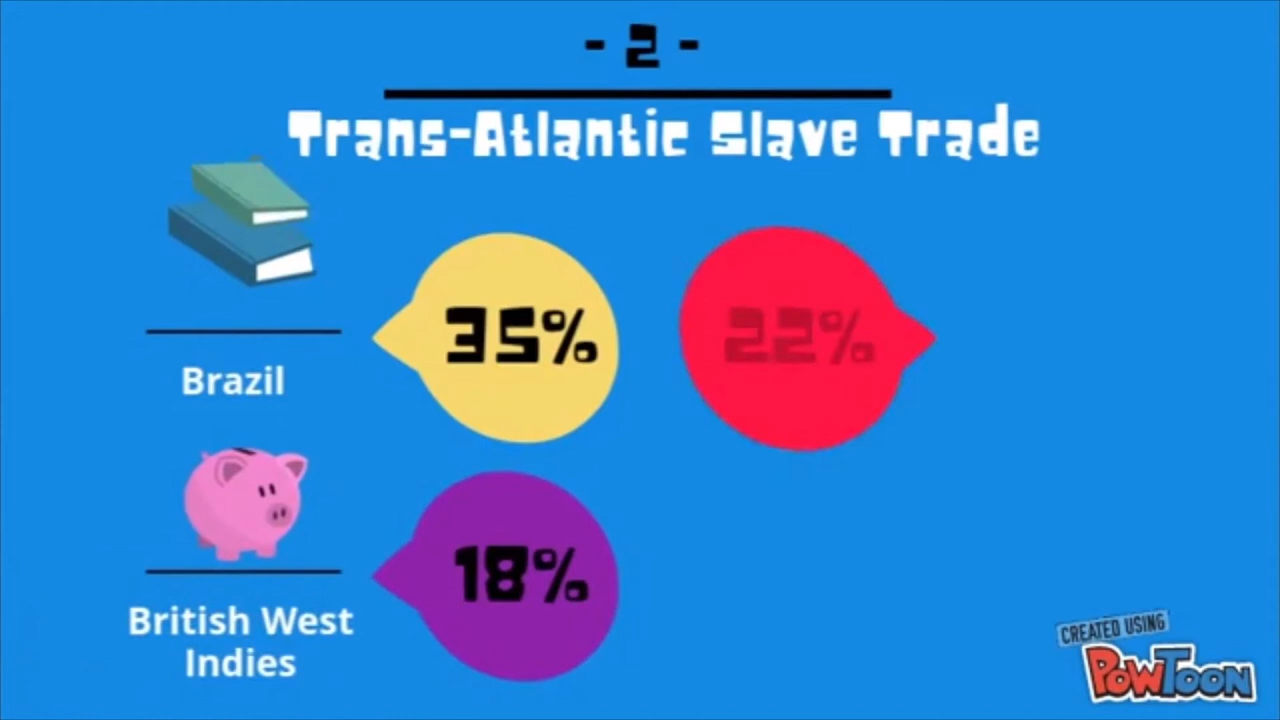 - 2 -
Trans-Atlantic Slave Trade
35%
22%
Brazil
18%
British West
Indies
CREATED USING
POWTOON